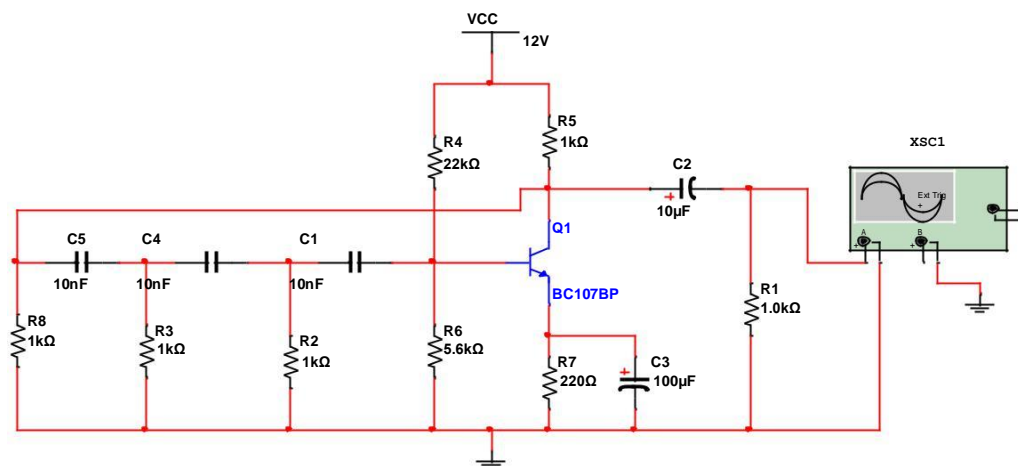 VCC
12V
R4
22kΩ
R5
1kΩ
C2
10µF
XSC1
Ext Trig
+
A
B
+
+
C5
10nF
C4
10nF
C1
10nF
Q1
BC107BP
R8
1kΩ
R3
1kΩ
R2
1kΩ
R6
5.6kΩ
R7
220Ω
C3
100µF
R1
1.0kΩ